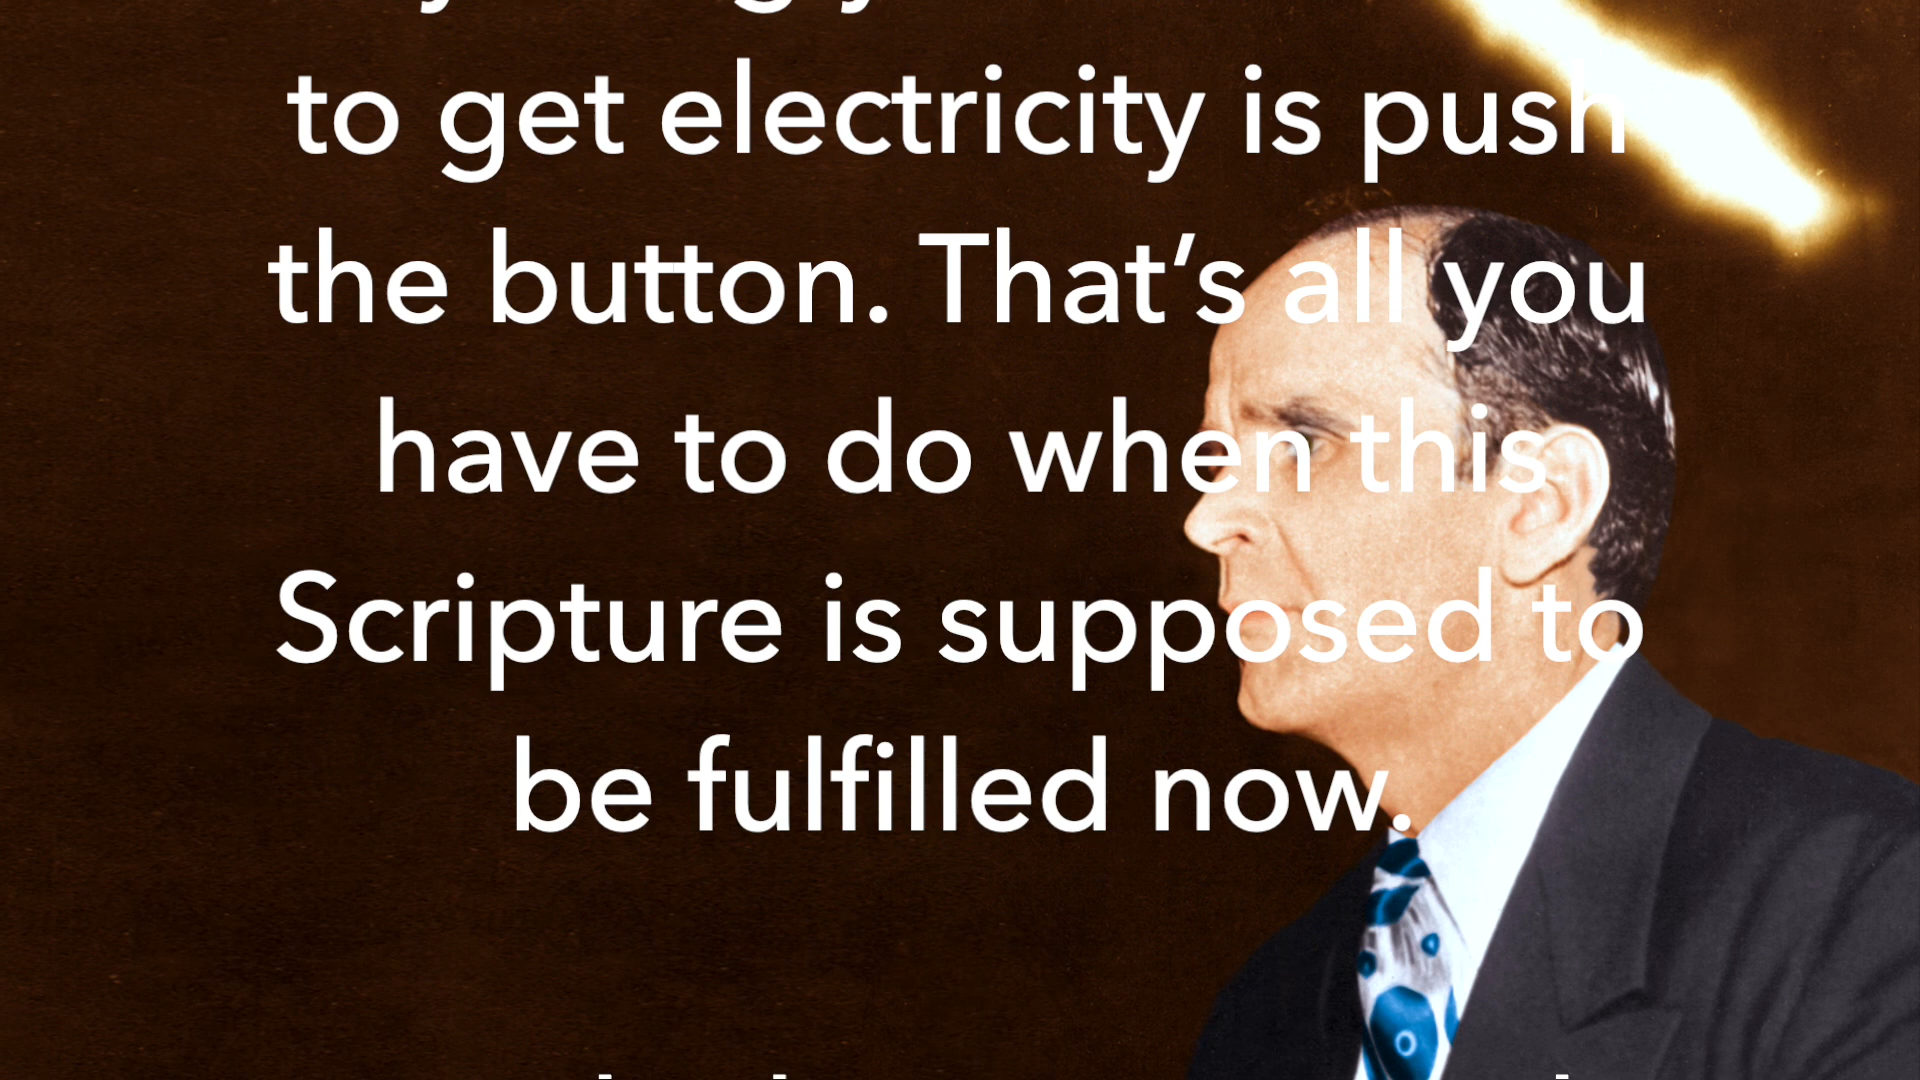 to get electricity is push
the button. That’s all you
have to do when this
Scripture is supposed to
be fulfilled now.